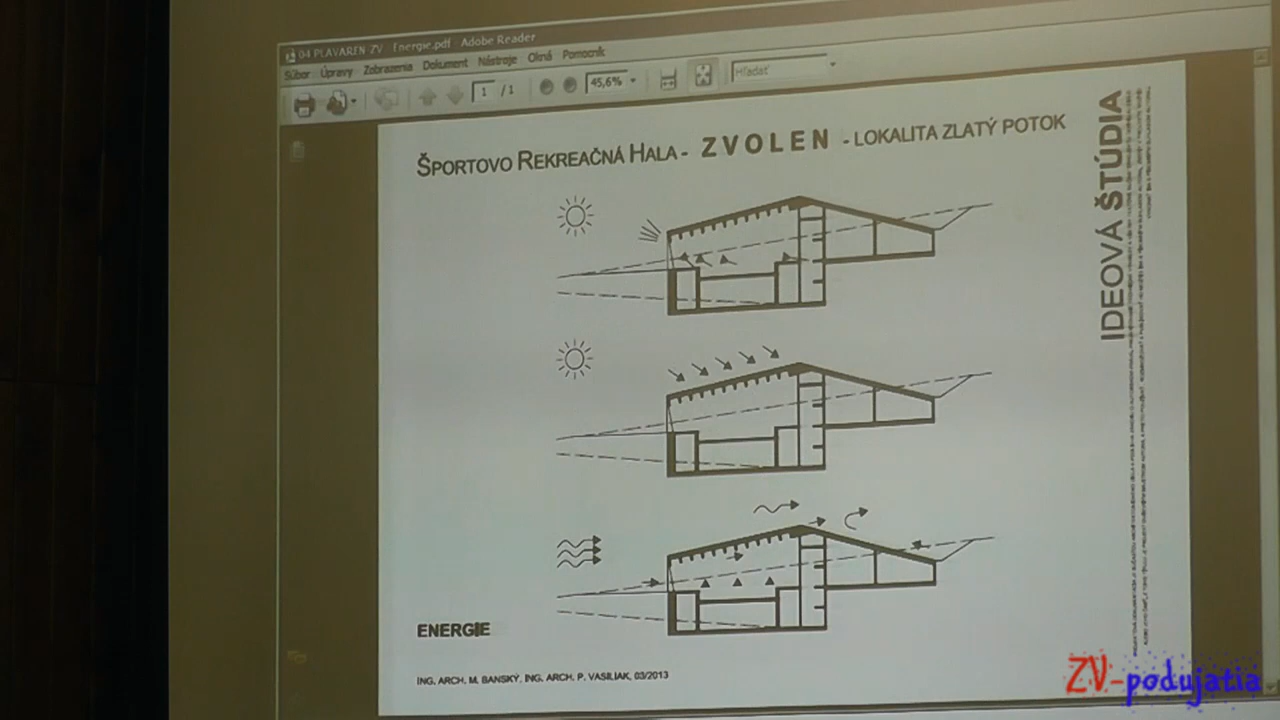 04 PLAVAREN ZV Energie.pdf - Adobe Reader
Súbor Úpravy Zobrazenia Dokument Nástroje Okná Pomocník
1 / 1 45,6% Hľadať
ŠPORTOVO REKREAČNÁ HALA - ZVOLEN - LOKALITA ZLATÝ POTOK
IDEOVÁ ŠTÚDIA
ENERGIE
ING. ARCH. M. BANSKÝ, ING. ARCH. P. VASILIAK, 03/2013
ZV-podujatia